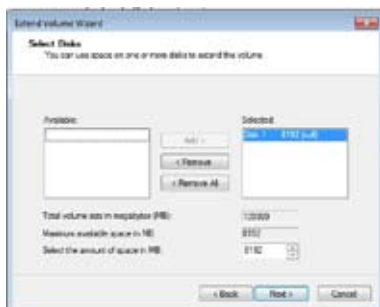 Extend Volume Wizard
Select Disks
You can use space on one or more disks to extend the volume.
Available:
Selected:
Disk 1 8192 MB
Add >
< Remove
< Remove All
Total volume size in megabytes (MB):
Maximum available space in MB:
8192
Select the amount of space in MB:
8192
< Back
Next >
Cancel